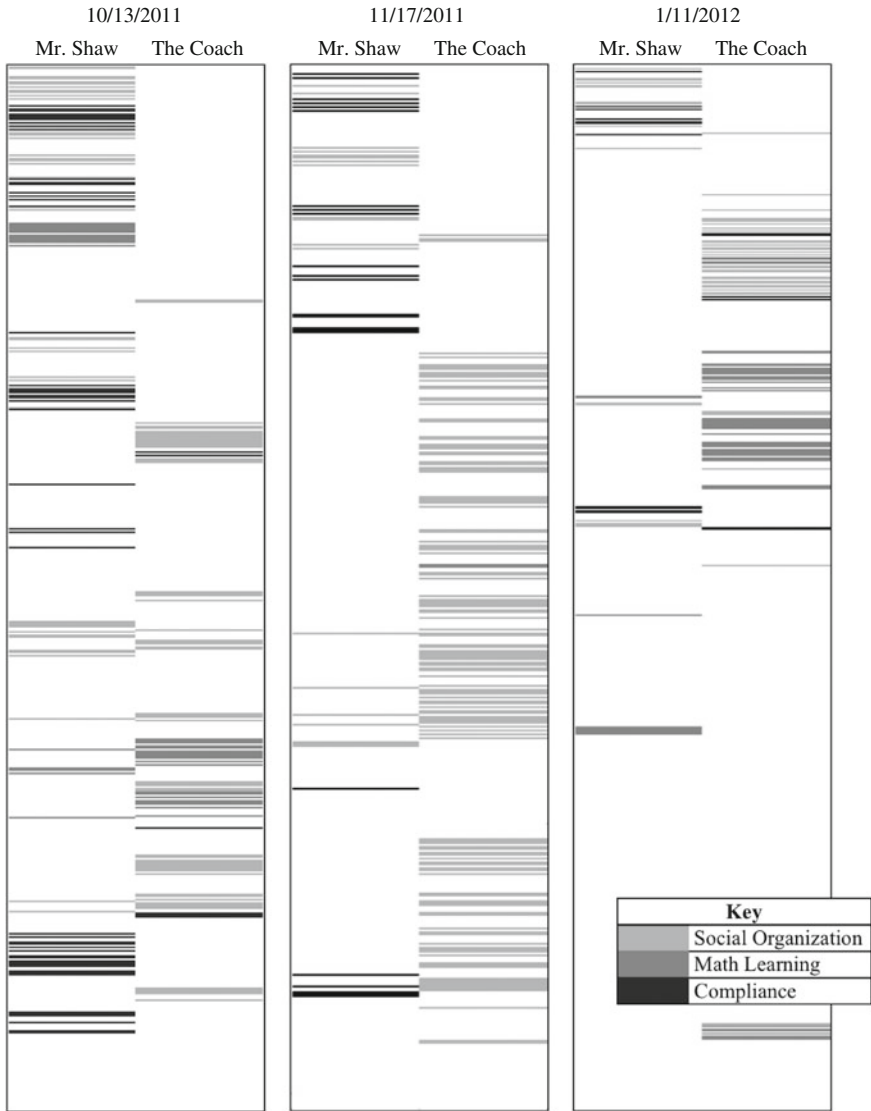 10/13/2011 11/17/2011 1/11/2012
Mr. Shaw The Coach Mr. Shaw The Coach Mr. Shaw The Coach
Key
Social Organization
Math Learning
Compliance